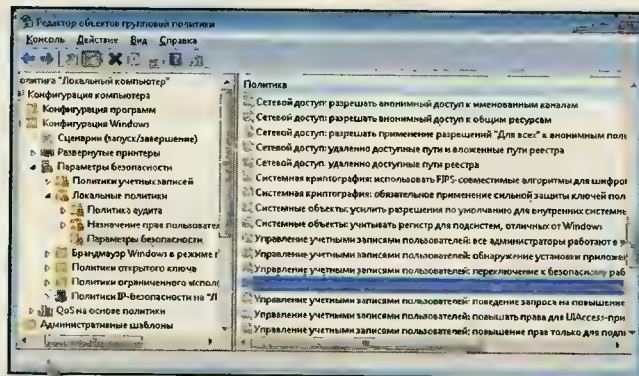 Редактор объектов групповой политики
Консоль Действие Вид Справка
олитика "Локальный компьютер"
Конфигурация компьютера
Конфигурация программ
Конфигурация Windows
Сценарии (запуск/завершение)
Развернутые принтеры
Параметры безопасности
Политики учетных записей
Локальные политики
Политика аудита
Назначение прав пользовател
Параметры безопасности
Брандмауэр Windows в режиме г
Политики открытого ключа
Политики ограниченного исполь
Политики IP-безопасности на "Л
QoS на основе политики
Административные шаблоны
Политика
Сетевой доступ: разрешать анонимный доступ к именованным каналам
Сетевой доступ: разрешать анонимный доступ к общим ресурсам
Сетевой доступ: разрешать применение разрешений "Для всех" к анонимным поль
Сетевой доступ: удаленно доступные пути и вложенные пути реестра
Сетевой доступ: удаленно доступные пути реестра
Системная криптография: использовать FIPS-совместимые алгоритмы для шифров
Системная криптография: обязательное применение сильной защиты ключей пол
Системные объекты: усилить разрешения по умолчанию для внутренних системнь
Системные объекты: учитывать регистр для подсистем, отличных от Windows
Управление учетными записями пользователей: все администраторы работают в
Управление учетными записями пользователей: обнаружение установки приложе
Управление учетными записями пользователей: переключение к безопасному раб
Управление учетными записями пользователей: поведение запроса на повышение
Управление учетными записями пользователей: повышать права для UIAccess-при
Управление учетными записями пользователей: повышение прав только для подпи